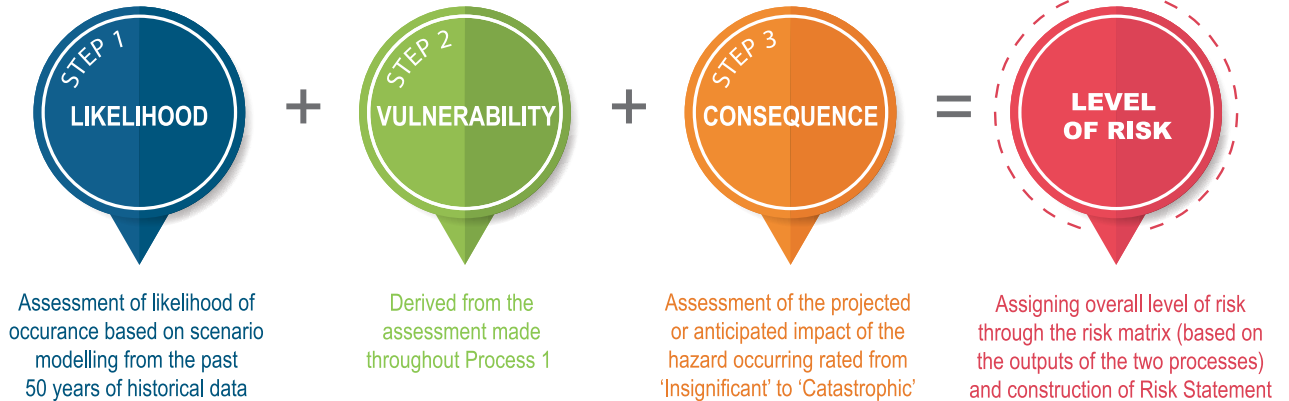 STEP 1
LIKELIHOOD
+
STEP 2
VULNERABILITY
+
STEP 3
CONSEQUENCE
=
LEVEL
OF RISK
Assessment of likelihood of
occurance based on scenario
modelling from the past
50 years of historical data
Derived from the
assessment made
throughout Process 1
Assessment of the projected
or anticipated impact of the
hazard occurring rated from
‘Insignificant’ to ‘Catastrophic’
Assigning overall level of risk
through the risk matrix (based on
the outputs of the two processes)
and construction of Risk Statement